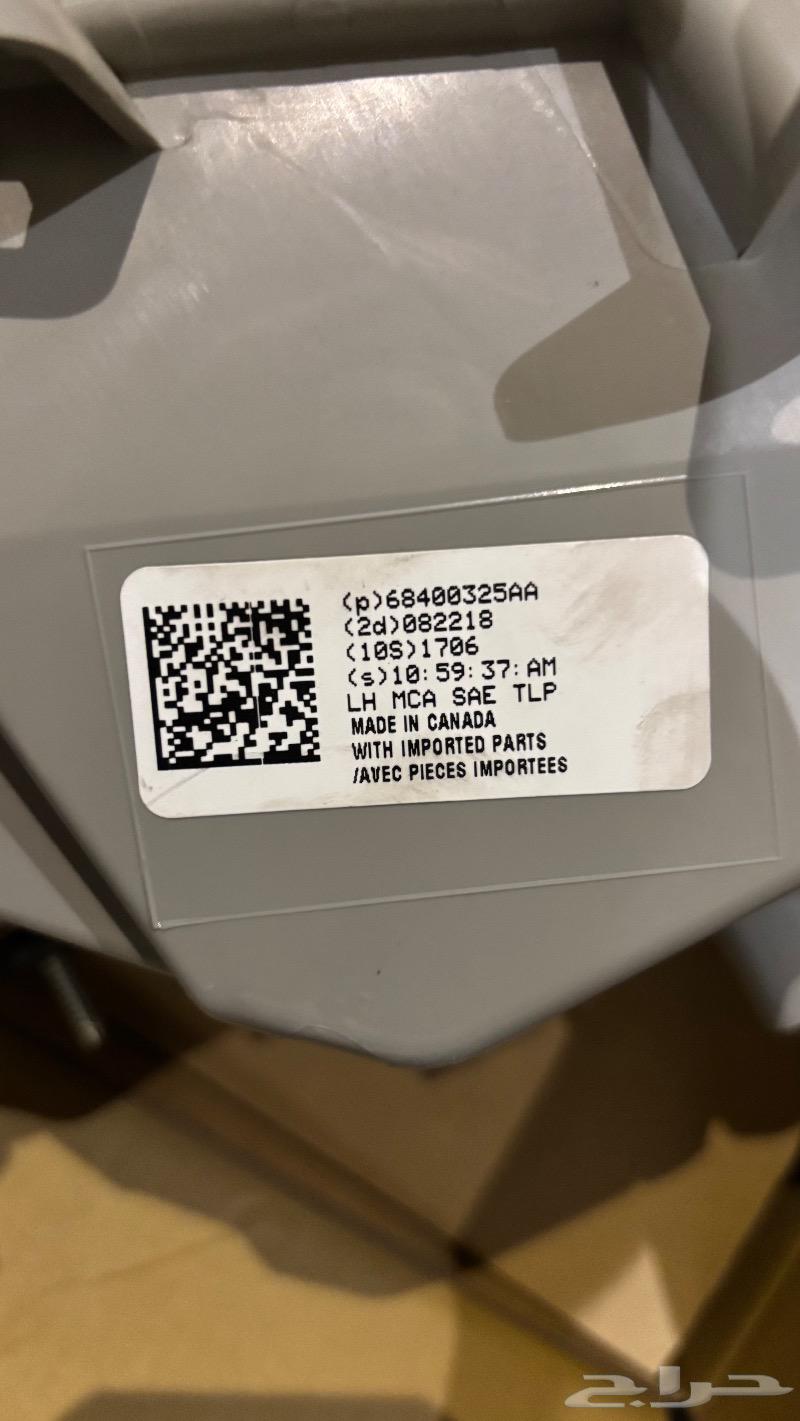 (p)68400325AA
(2d)082218
(10S)1706
(s)10:59:37:AM
LH MCA SAE TLP
MADE IN CANADA
WITH IMPORTED PARTS
/AVEC PIECES IMPORTEES
حراج